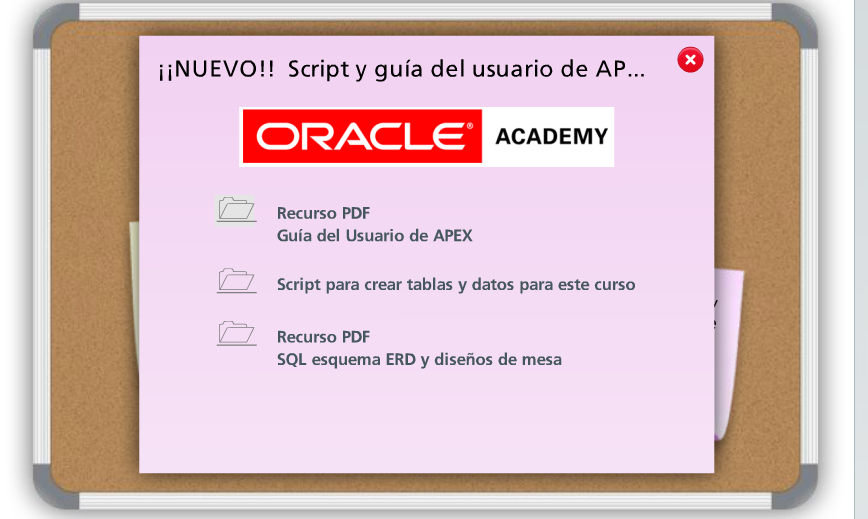 ¡¡NUEVO!! Script y guía del usuario de AP...
ORACLE® ACADEMY
Recurso PDF
Guía del Usuario de APEX
Script para crear tablas y datos para este curso
Recurso PDF
SQL esquema ERD y diseños de mesa